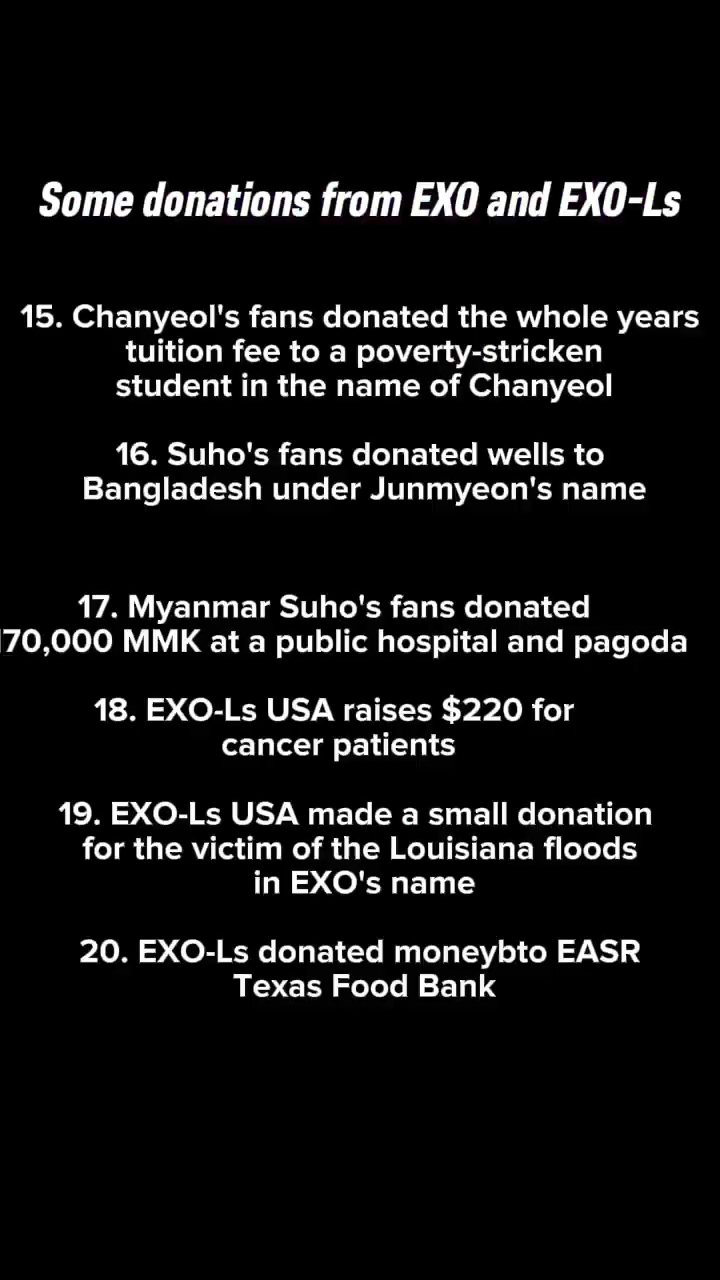 Some donations from EXO and EXO-Ls
15. Chanyeol's fans donated the whole years
tuition fee to a poverty-stricken
student in the name of Chanyeol
16. Suho's fans donated wells to
Bangladesh under Junmyeon's name
17. Myanmar Suho's fans donated
170,000 MMK at a public hospital and pagoda
18. EXO-Ls USA raises $220 for
cancer patients
19. EXO-Ls USA made a small donation
for the victim of the Louisiana floods
in EXO's name
20. EXO-Ls donated moneybto EASR
Texas Food Bank